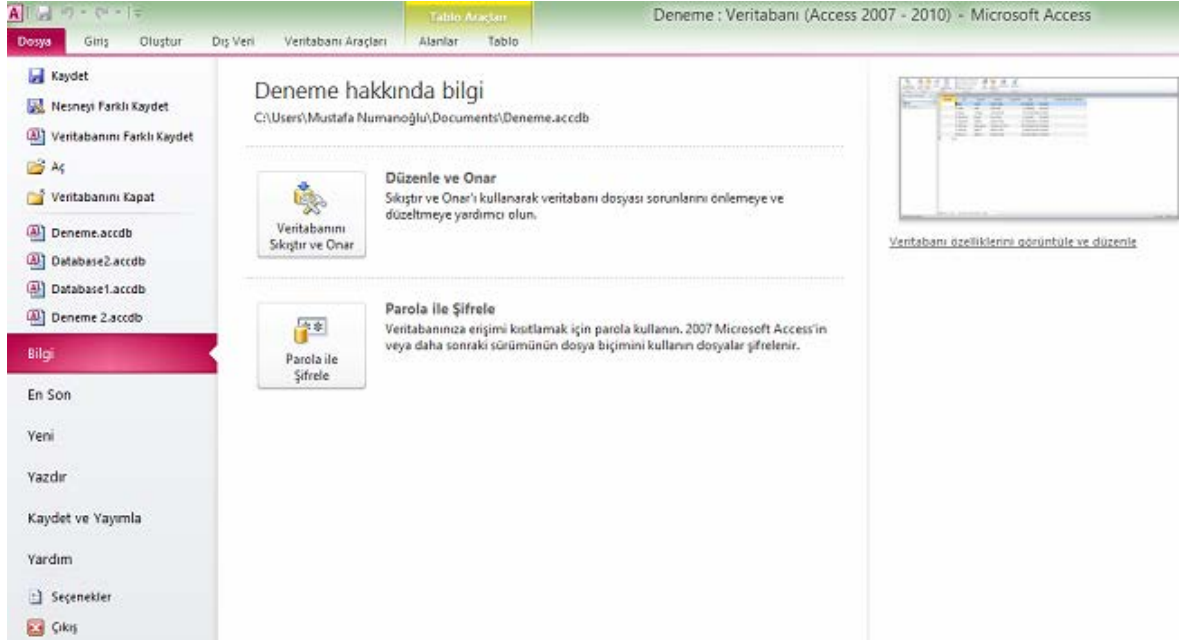 Tablo Araçları
Deneme : Veritabanı (Access 2007 - 2010) - Microsoft Access
Dosya Giriş Oluştur Dış Veri Veritabanı Araçları Alanlar Tablo
Kaydet
Nesneyi Farklı Kaydet
Veritabanını Farklı Kaydet
Aç
Veritabanını Kapat
Deneme.accdb
Database2.accdb
Database1.accdb
Deneme 2.accdb
Bilgi
En Son
Yeni
Yazdır
Kaydet ve Yayımla
Yardım
Seçenekler
Çıkış
Deneme hakkında bilgi
C:\Users\Mustafa Numanoğlu\Documents\Deneme.accdb
Veritabanını
Sıkıştır ve Onar
Düzenle ve Onar
Sıkıştır ve Onar'ı kullanarak veritabanı dosyası sorunlarını önlemeye ve
düzeltmeye yardımcı olun.
Parola ile
Şifrele
Parola ile Şifrele
Veritabanınıza erişimi kısıtlamak için parola kullanın. 2007 Microsoft Access'in
veya daha sonraki sürümünün dosya biçimini kullanın dosyalar şifrelenir.
Veritabanı özelliklerini görüntüle ve düzenle